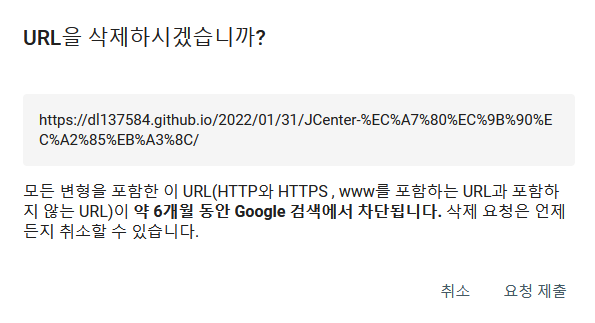 URL을 삭제하시겠습니까?
https://dl137584.github.io/2022/01/31/JCenter-%EC%A7%80%EC%9B%90%E
C%A2%85%EB%A3%8C/
모든 변형을 포함한 이 URL(HTTP와 HTTPS , www를 포함하는 URL과 포함하
지 않는 URL)이 약 6개월 동안 Google 검색에서 차단됩니다. 삭제 요청은 언제
든지 취소할 수 있습니다.
취소 요청 제출